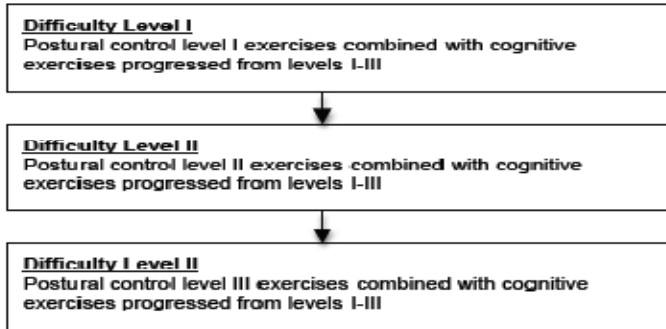 Difficulty Level I
Postural control level I exercises combined with cognitive
exercises progressed from levels I-III
Difficulty Level II
Postural control level II exercises combined with cognitive
exercises progressed from levels I-III
Difficulty Level II
Postural control level III exercises combined with cognitive
exercises progressed from levels I-III